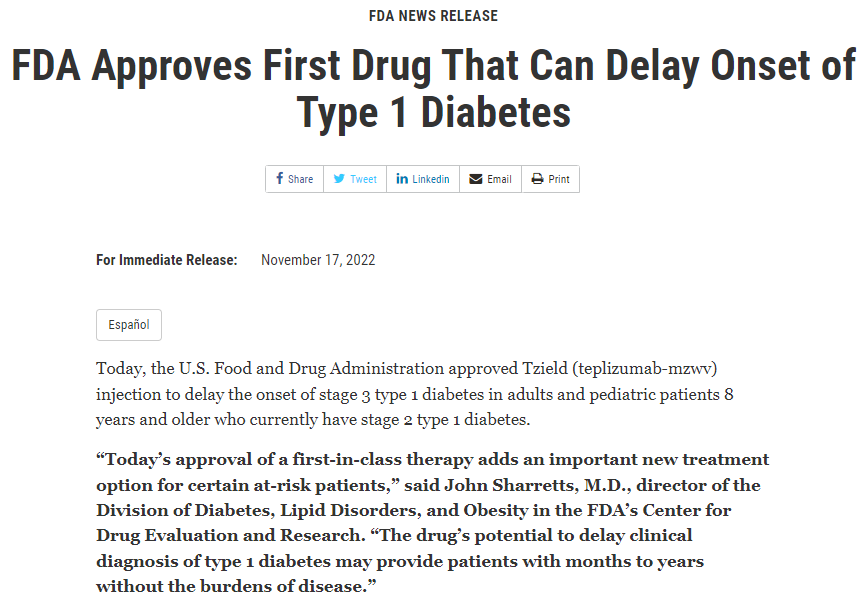 FDA NEWS RELEASE
FDA Approves First Drug That Can Delay Onset of
Type 1 Diabetes
Share Tweet Linkedin Email Print
For Immediate Release: November 17, 2022
Español
Today, the U.S. Food and Drug Administration approved Tzield (teplizumab-mzwv)
injection to delay the onset of stage 3 type 1 diabetes in adults and pediatric patients 8
years and older who currently have stage 2 type 1 diabetes.
“Today’s approval of a first-in-class therapy adds an important new treatment
option for certain at-risk patients,” said John Sharretts, M.D., director of the
Division of Diabetes, Lipid Disorders, and Obesity in the FDA’s Center for
Drug Evaluation and Research. “The drug’s potential to delay clinical
diagnosis of type 1 diabetes may provide patients with months to years
without the burdens of disease.”